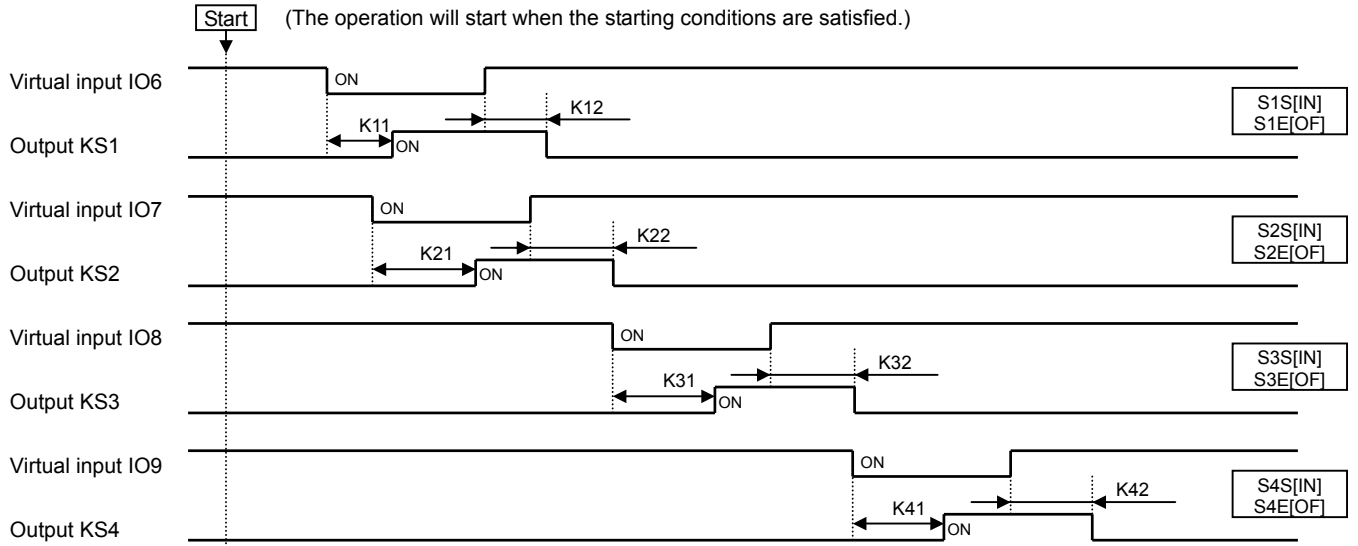 Start (The operation will start when the starting conditions are satisfied.)
Virtual input IO6
ON
K12
S1S[IN]
S1E[OF]
K11
Output KS1
ON
Virtual input IO7
ON
K22
S2S[IN]
S2E[OF]
K21
Output KS2
ON
Virtual input IO8
ON
K32
S3S[IN]
S3E[OF]
K31
Output KS3
ON
Virtual input IO9
ON
K42
S4S[IN]
S4E[OF]
K41
Output KS4
ON